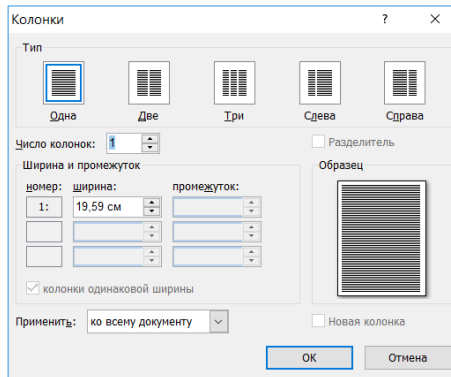 Колонки ? ×
Тип
Одна Две Три Слева Справа
Число колонок: 1 Разделитель
Ширина и промежуток Образец
номер: ширина: промежуток:
1: 19,59 см
колонки одинаковой ширины
Применить: ко всему документу Новая колонка
ОК Отмена